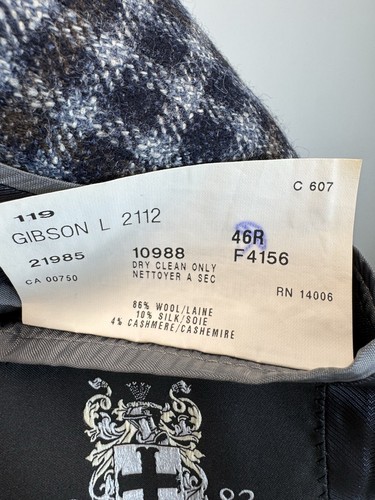 C 607
119
GIBSON L 2112
46R
21985
10988
F4156
CA 00750
DRY CLEAN ONLY
NETTOYER A SEC
RN 14006
86% WOOL/LAINE
10% SILK/SOIE
4% CASHMERE/CASHEMIRE